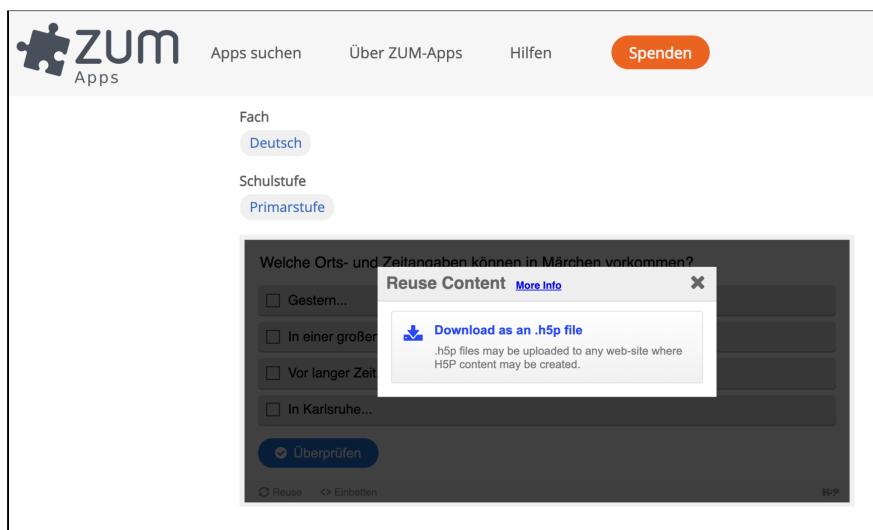 ZUM
Apps
Apps suchen Über ZUM-Apps Hilfen Spenden
Fach
Deutsch
Schulstufe
Primarstufe
Welche Orts- und Zeitangaben können in Märchen vorkommen?
Reuse Content More Info
Gestern...
Download as an .h5p file
In einer großen
.h5p files may be uploaded to any web-site where
H5P content may be created.
Vor langer Zeit
In Karlsruhe...
Überprüfen
Reuse <> Einbetten H5P